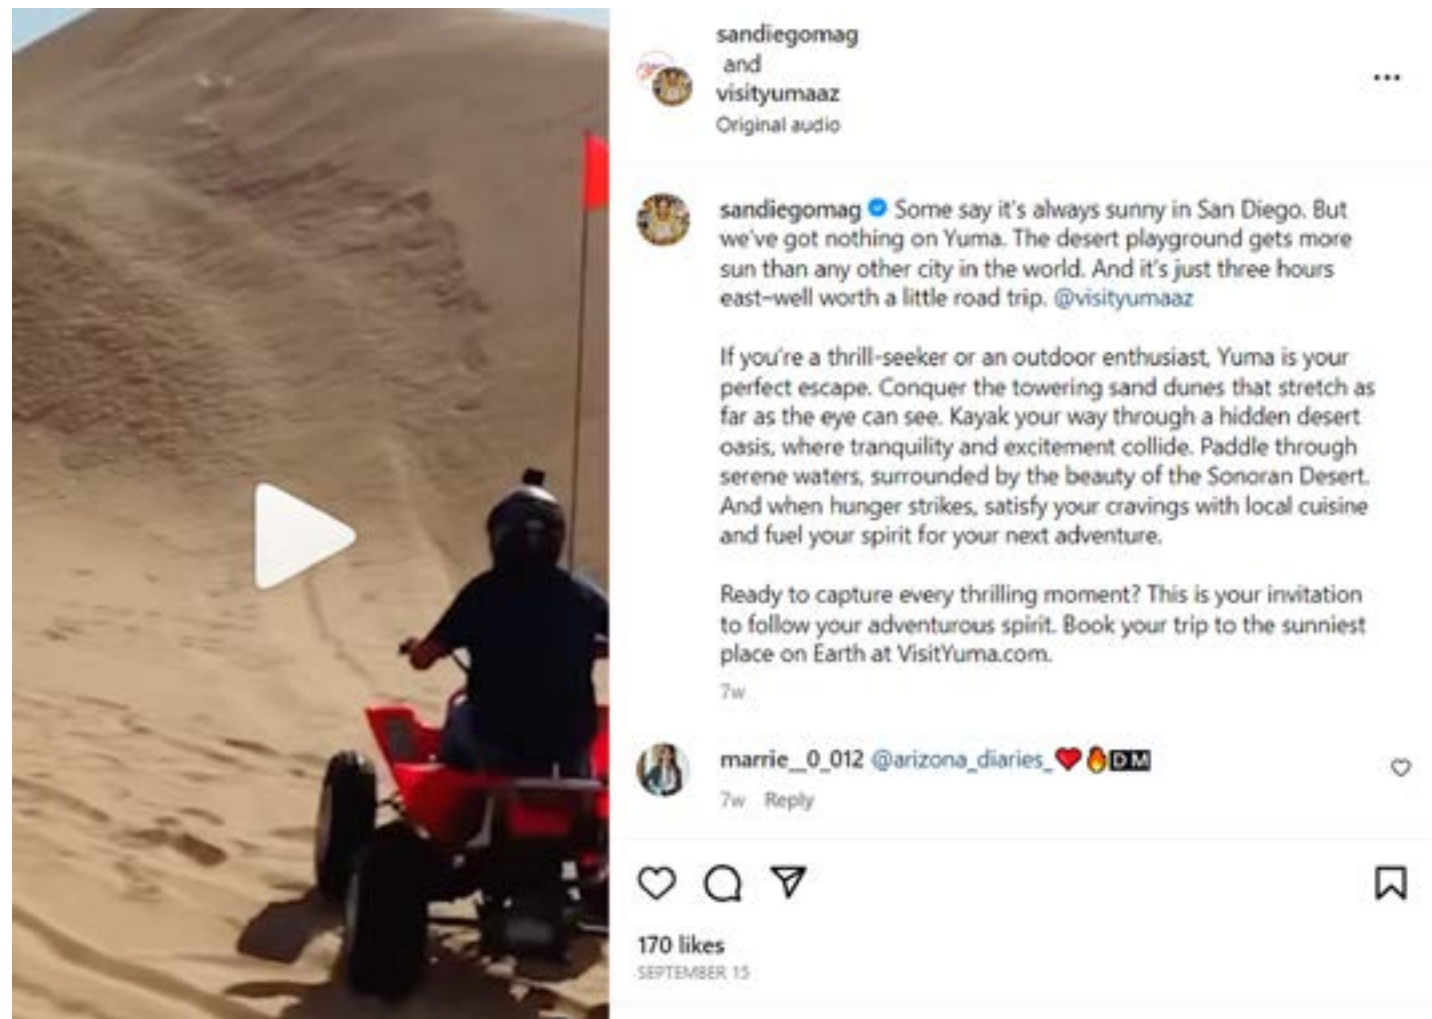 sandiegomag
and
visityumaaz
Original audio
sandiegomag Some say it's always sunny in San Diego. But
we've got nothing on Yuma. The desert playground gets more
sun than any other city in the world. And it's just three hours
east–well worth a little road trip. @visityumaaz
If you're a thrill-seeker or an outdoor enthusiast, Yuma is your
perfect escape. Conquer the towering sand dunes that stretch as
far as the eye can see. Kayak your way through a hidden desert
oasis, where tranquility and excitement collide. Paddle through
serene waters, surrounded by the beauty of the Sonoran Desert.
And when hunger strikes, satisfy your cravings with local cuisine
and fuel your spirit for your next adventure.
Ready to capture every thrilling moment? This is your invitation
to follow your adventurous spirit. Book your trip to the sunniest
place on Earth at VisitYuma.com.
7w
marrie__0_012 @arizona_diaries_❤️🔥🅳🅼
7w Reply
170 likes
SEPTEMBER 15